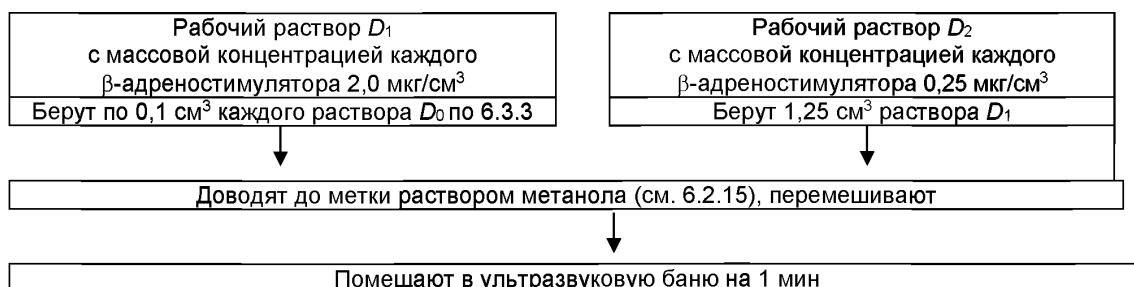 Рабочий раствор D₁
с массовой концентрацией каждого
β-адреностимулятора 2,0 мкг/см³
Берут по 0,1 см³ каждого раствора D₀ по 6.3.3
Рабочий раствор D₂
с массовой концентрацией каждого
β-адреностимулятора 0,25 мкг/см³
Берут 1,25 см³ раствора D₁
Доводят до метки раствором метанола (см. 6.2.15), перемешивают
Помещают в ультразвуковую баню на 1 мин